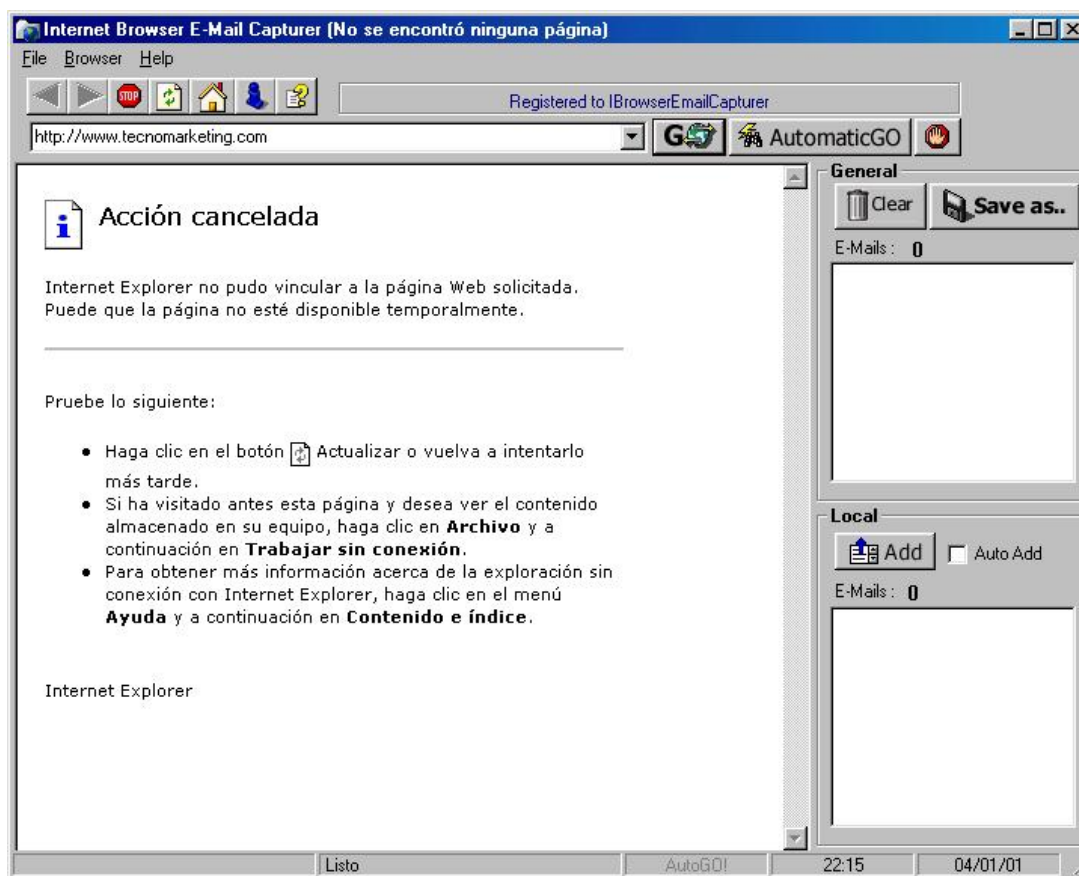 Internet Browser E-Mail Capturer (No se encontró ninguna página)
File Browser Help
STOP
Registered to IBrowserEmailCapturer
http://www.tecnomarketing.com
GO
AutomaticGO
General
Clear
Save as..
E-Mails : 0
Acción cancelada
Internet Explorer no pudo vincular a la página Web solicitada.
Puede que la página no esté disponible temporalmente.
Pruebe lo siguiente:
Haga clic en el botón Actualizar o vuelva a intentarlo
más tarde.
Si ha visitado antes esta página y desea ver el contenido
almacenado en su equipo, haga clic en Archivo y a
continuación en Trabajar sin conexión.
Para obtener más información acerca de la exploración sin
conexión con Internet Explorer, haga clic en el menú
Ayuda y a continuación en Contenido e índice.
Internet Explorer
Local
Add
Auto Add
E-Mails : 0
Listo
AutoGO!
22:15
04/01/01